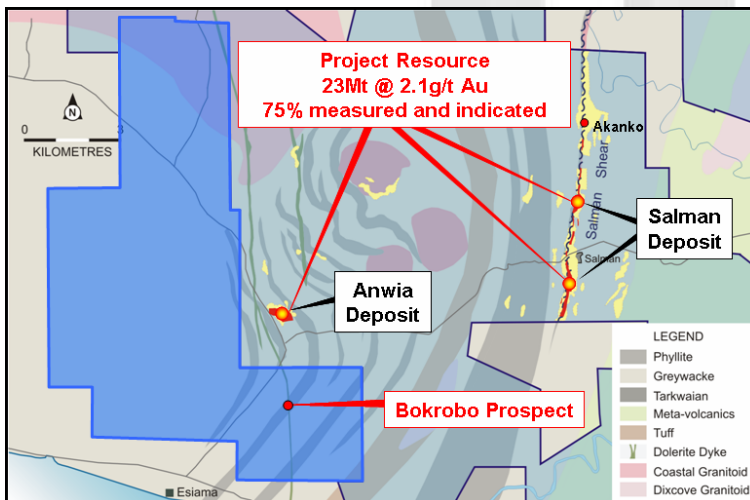 Project Resource
23Mt @ 2.1g/t Au
75% measured and indicated
N
0 3
KILOMETRES
Akanko
Salman Shear
Salman
Deposit
Salman
Anwia
Deposit
Bokrobo Prospect
Esiama
LEGEND
Phyllite
Greywacke
Tarkwaian
Meta-volcanics
Tuff
Dolerite Dyke
Coastal Granitoid
Dixcove Granitoid